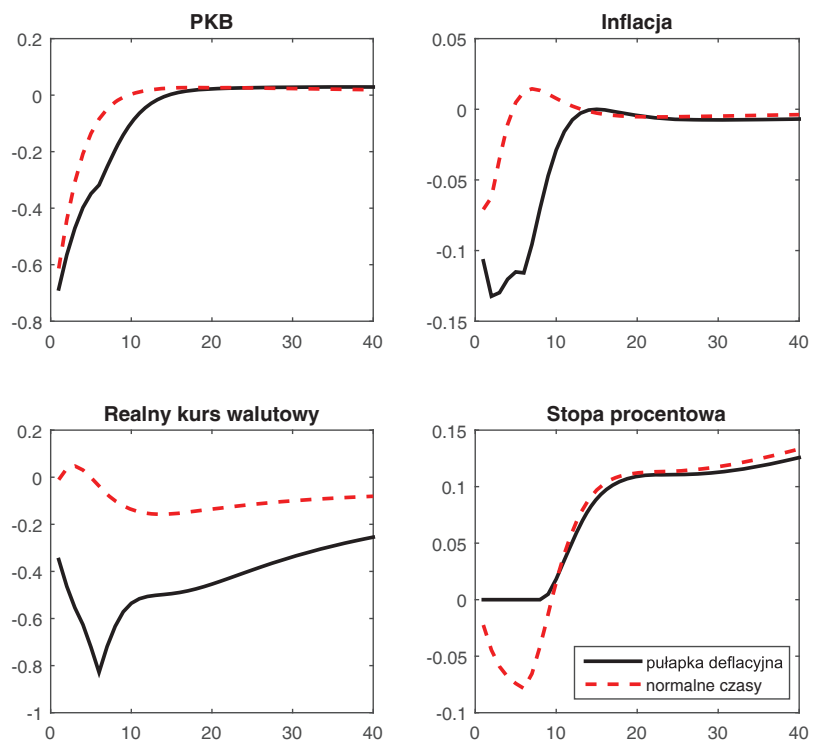 PKB
0.2
0
-0.2
-0.4
-0.6
-0.8
0 10 20 30 40
Inflacja
0.05
0
-0.05
-0.1
-0.15
0 10 20 30 40
Realny kurs walutowy
0.2
0
-0.2
-0.4
-0.6
-0.8
-1
0 10 20 30 40
Stopa procentowa
0.15
0.1
0.05
0
-0.05
-0.1
0 10 20 30 40
pułapka deflacyjna
normalne czasy